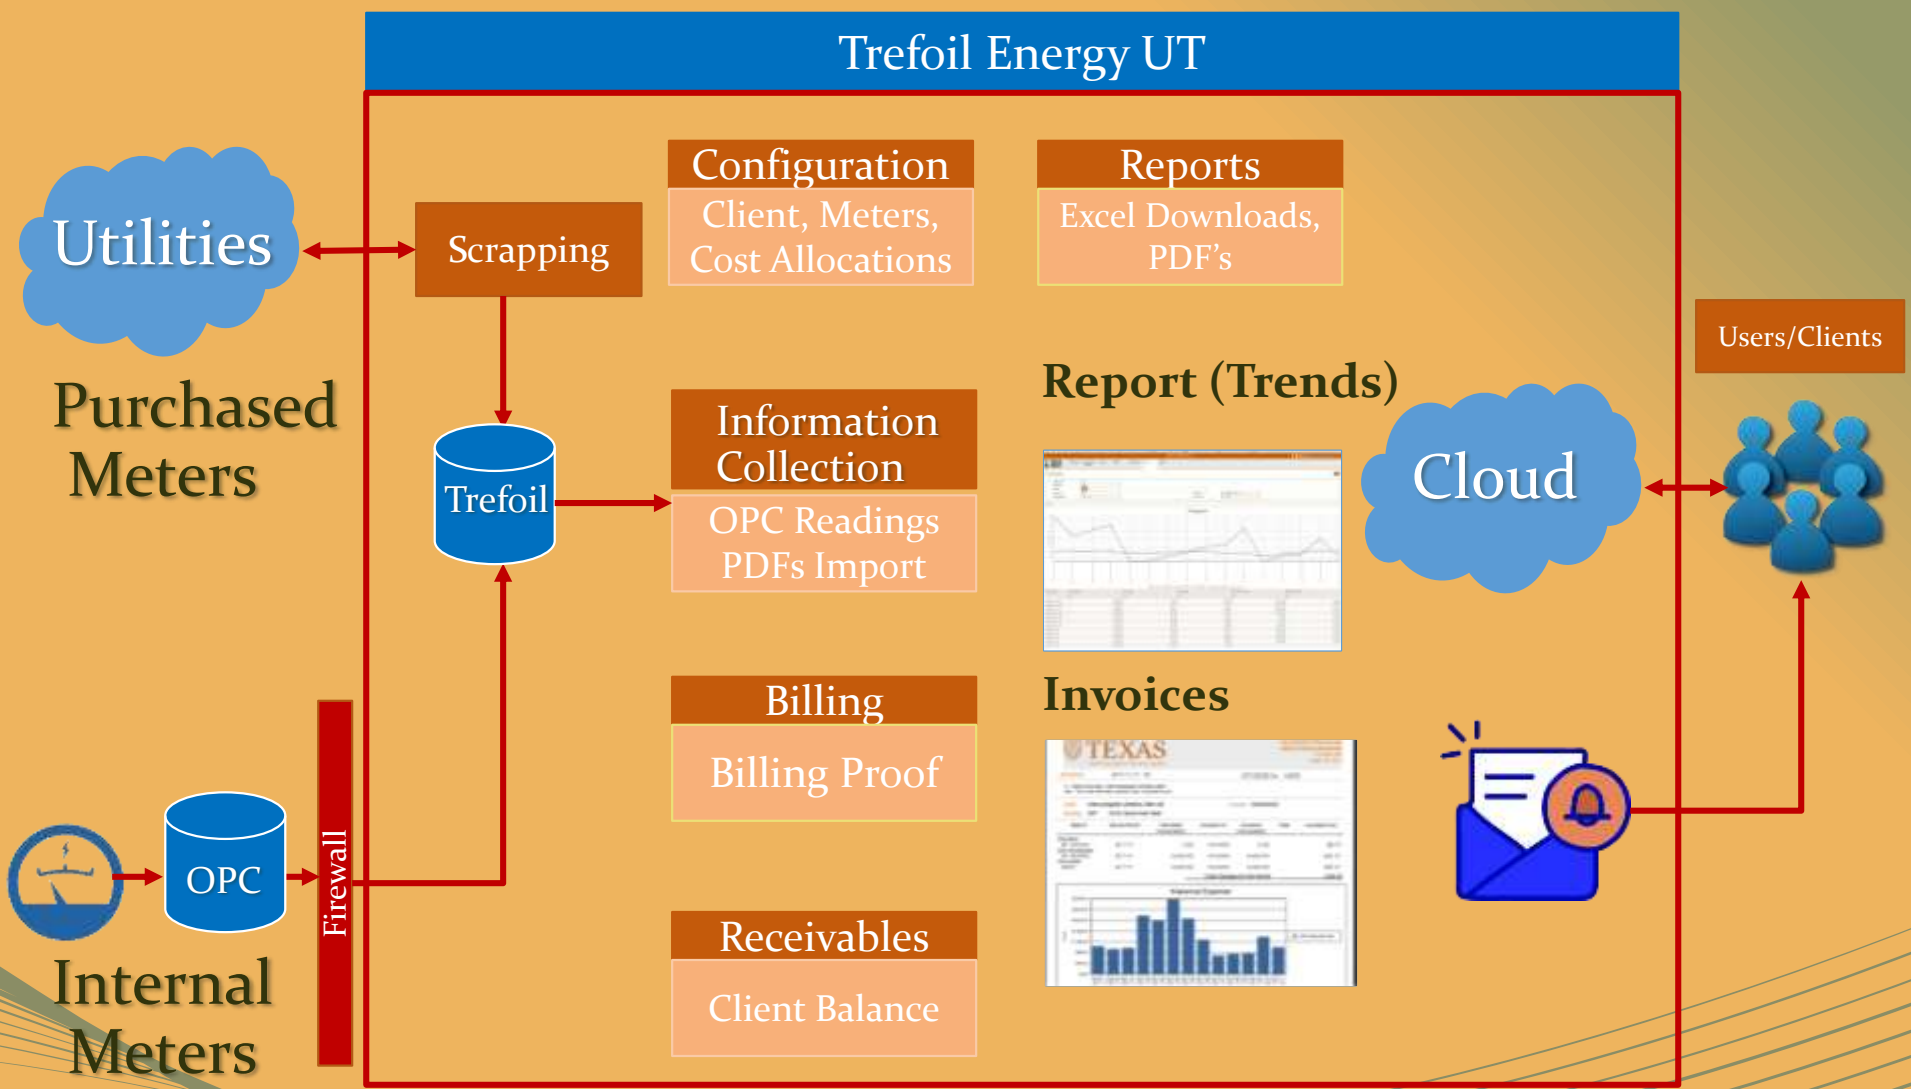 Trefoil Energy UT
Utilities
Purchased
Meters
Scrapping
Configuration
Client, Meters,
Cost Allocations
Reports
Excel Downloads,
PDF's
Users/Clients
Trefoil
Information
Collection
OPC Readings
PDFs Import
Report (Trends)
Cloud
Billing
Billing Proof
Invoices
TEXAS
OPC
Firewall
Internal
Meters
Receivables
Client Balance